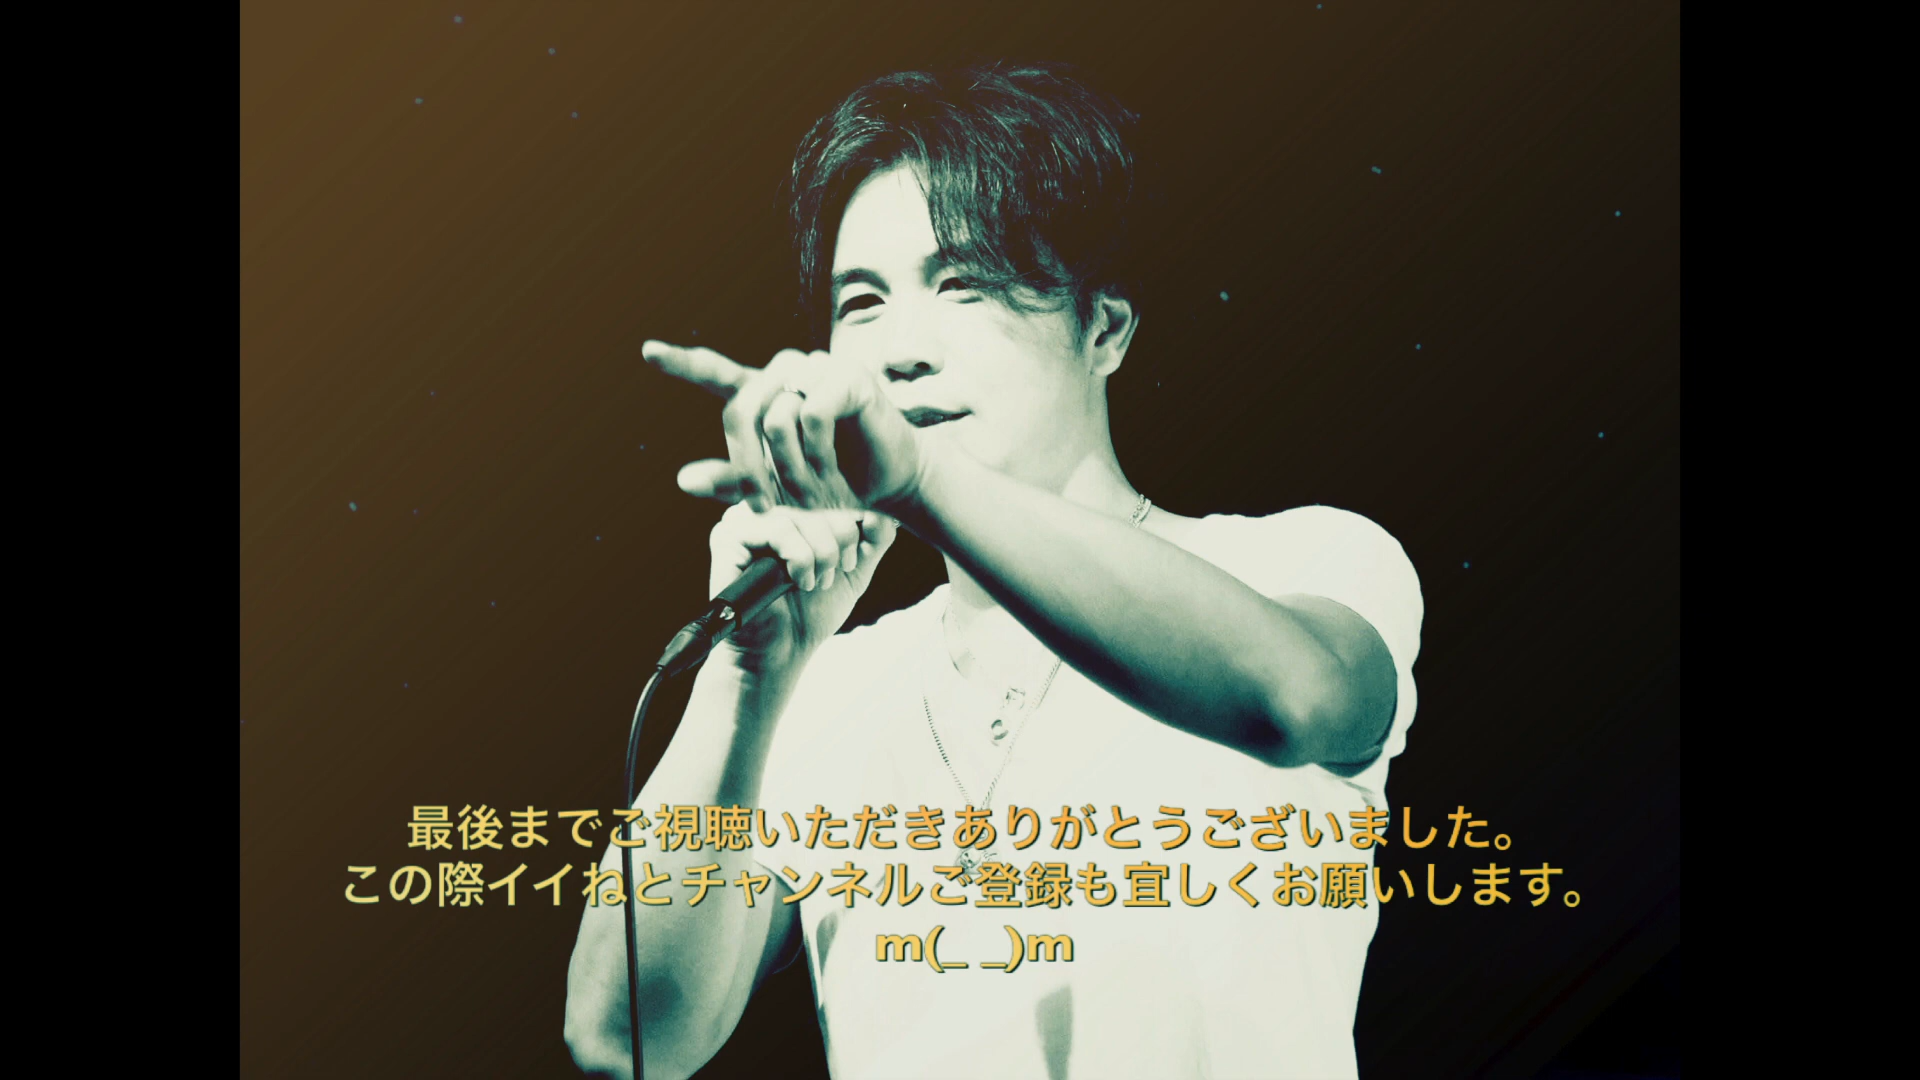 最後までご視聴いただきありがとうございました。
この際イイねとチャンネルご登録も宜しくお願いします。
m(_ _)m